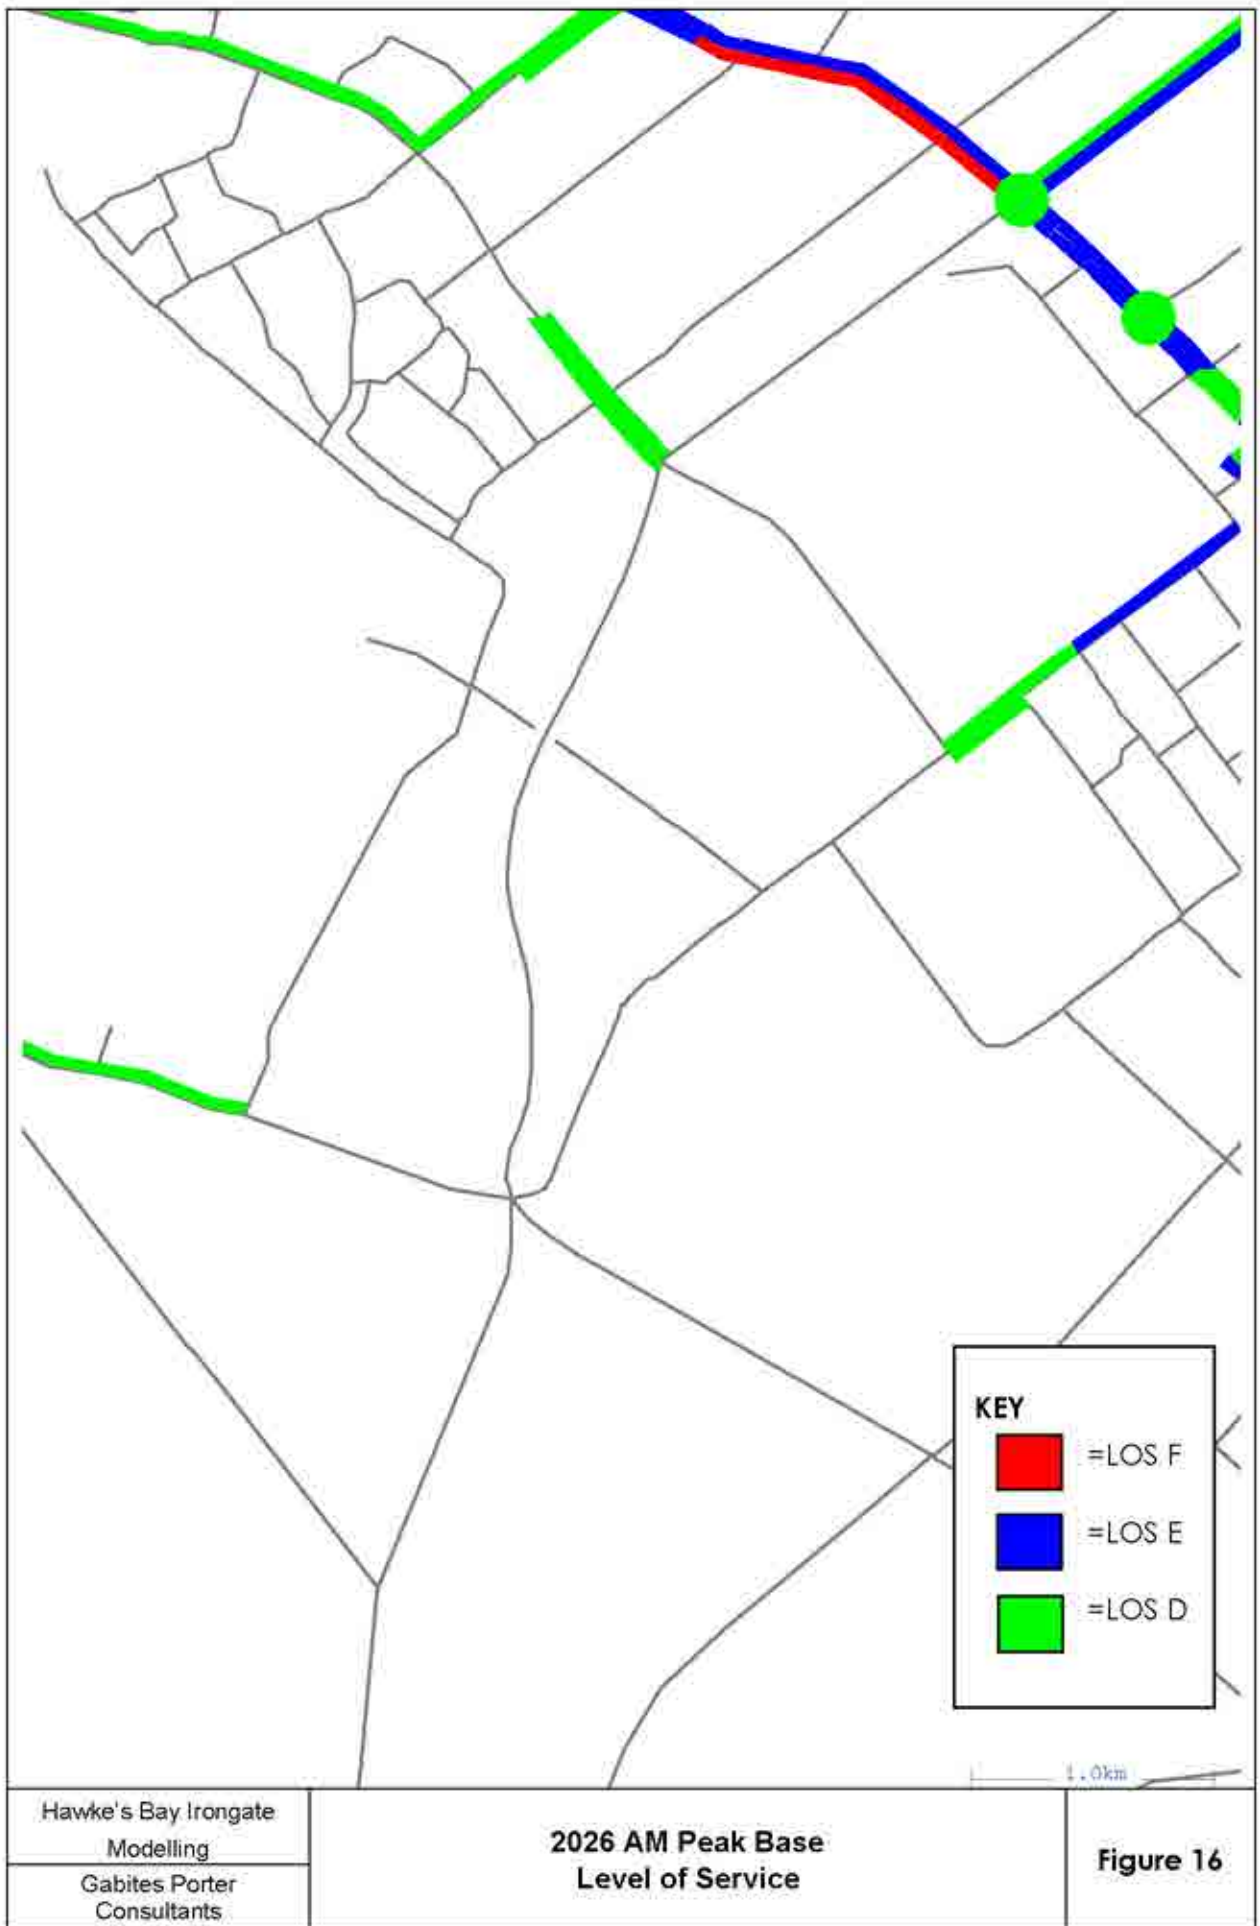 KEY
=LOS F
=LOS E
=LOS D
1.0km
Hawke's Bay Irongate
Modelling
Gabites Porter
Consultants
2026 AM Peak Base
Level of Service
Figure 16